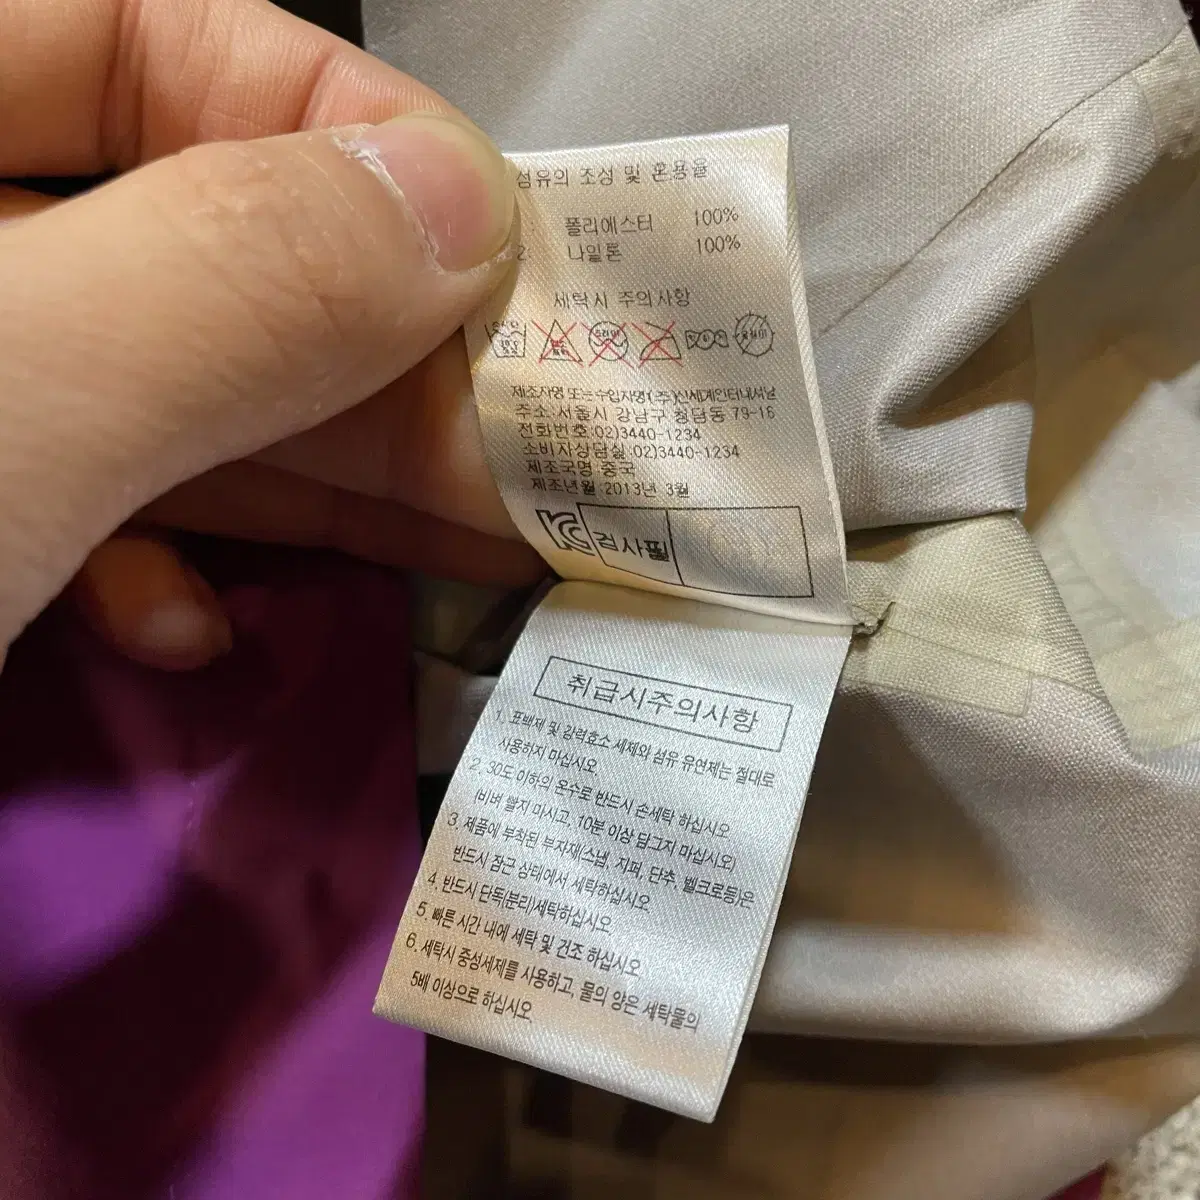 섬유의 조성 및 혼용율
폴리에스터 100%
2: 나일론 100%
세탁시 주의사항
제조자명 또는 수입자명 (주)신세계인터내셔날
주소:서울시 강남구 청담동 79-16
전화번호:02)3440-1234
소비자상담실:02)3440-1234
제조국명:중국
제조년월:2013년 3월
검사필
취급시주의사항
1. 표백제 및 강력효소 세제와 섬유 유연제는 절대로
사용하지 마십시오.
2. 30도 이하의 온수로 반드시 손세탁 하십시오
(비벼 빨지 마시고, 10분 이상 담그지 마십시오)
3. 제품에 부착된 부자재(스냅, 지퍼, 단추, 벨크로등)은
반드시 잠근 상태에서 세탁하십시오
4. 반드시 단독(분리)세탁하십시오
5. 빠른 시간 내에 세탁 및 건조 하십시오
6. 세탁시 중성세제를 사용하고, 물의 양은 세탁물의
5배 이상으로 하십시오